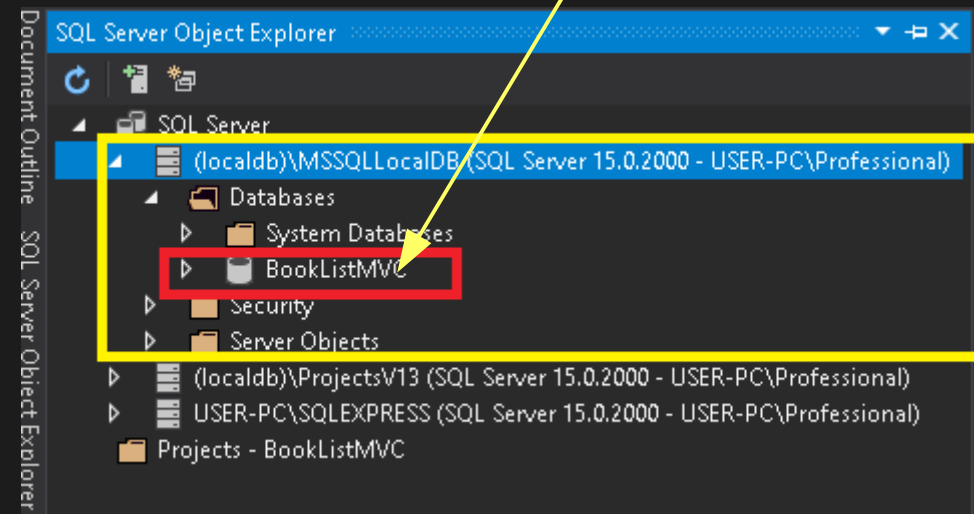 SQL Server Object Explorer
SQL Server
(localdb)\MSSQLLocalDB (SQL Server 15.0.2000 - USER-PC\Professional)
Databases
System Databases
BookListMVC
Security
Server Objects
(localdb)\ProjectsV13 (SQL Server 15.0.2000 - USER-PC\Professional)
USER-PC\SQLEXPRESS (SQL Server 15.0.2000 - USER-PC\Professional)
Projects - BookListMVC
Document Outline
SQL Server Object Explorer